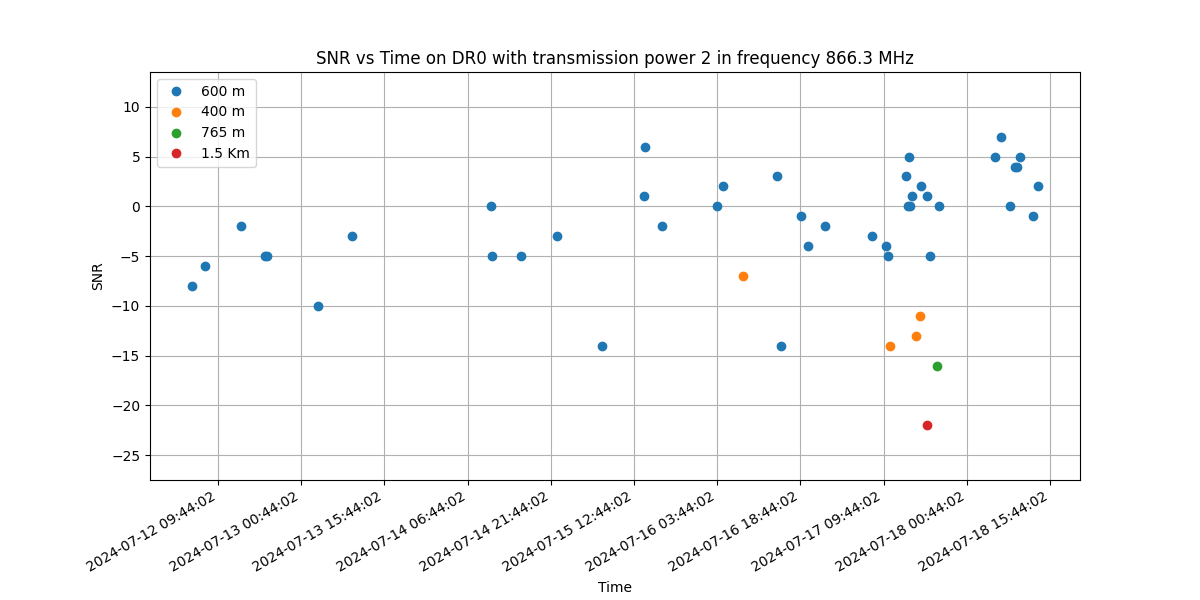 SNR vs Time on DR0 with transmission power 2 in frequency 866.3 MHz
600 m
400 m
765 m
1.5 Km
10
5
0
−5
−10
−15
−20
−25
SNR
2024-07-12 09:44:02
2024-07-13 00:44:02
2024-07-13 15:44:02
2024-07-14 06:44:02
2024-07-14 21:44:02
2024-07-15 12:44:02
2024-07-16 03:44:02
2024-07-16 18:44:02
2024-07-17 09:44:02
2024-07-18 00:44:02
2024-07-18 15:44:02
Time